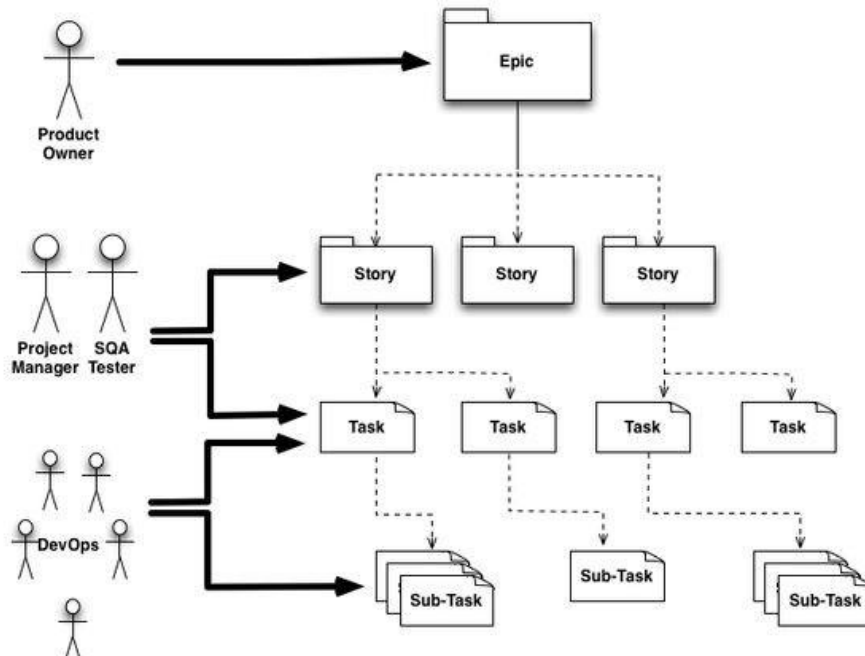 Epic
Product
Owner
Story
Story
Story
Project
Manager
SQA
Tester
Task
Task
Task
Task
DevOps
Sub-Task
Sub-Task
Sub-Task